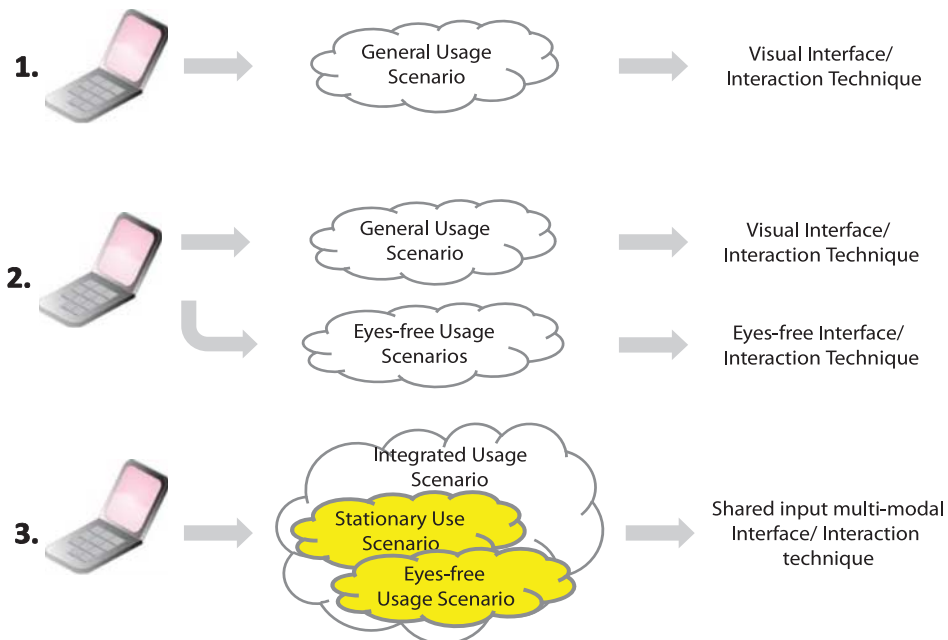 1.
General Usage
Scenario
Visual Interface/
Interaction Technique
2.
General Usage
Scenario
Visual Interface/
Interaction Technique
Eyes-free Usage
Scenarios
Eyes-free Interface/
Interaction Technique
3.
Integrated Usage
Scenario
Stationary Use
Scenario
Eyes-free
Usage Scenario
Shared input multi-modal
Interface/ Interaction
technique